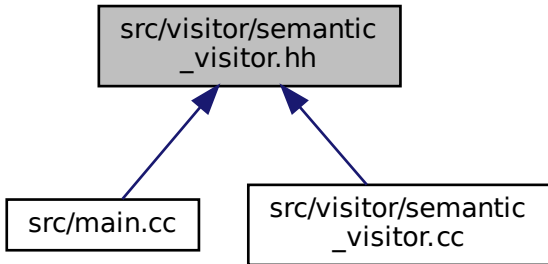 src/visitor/semantic
_visitor.hh
src/main.cc
src/visitor/semantic
_visitor.cc